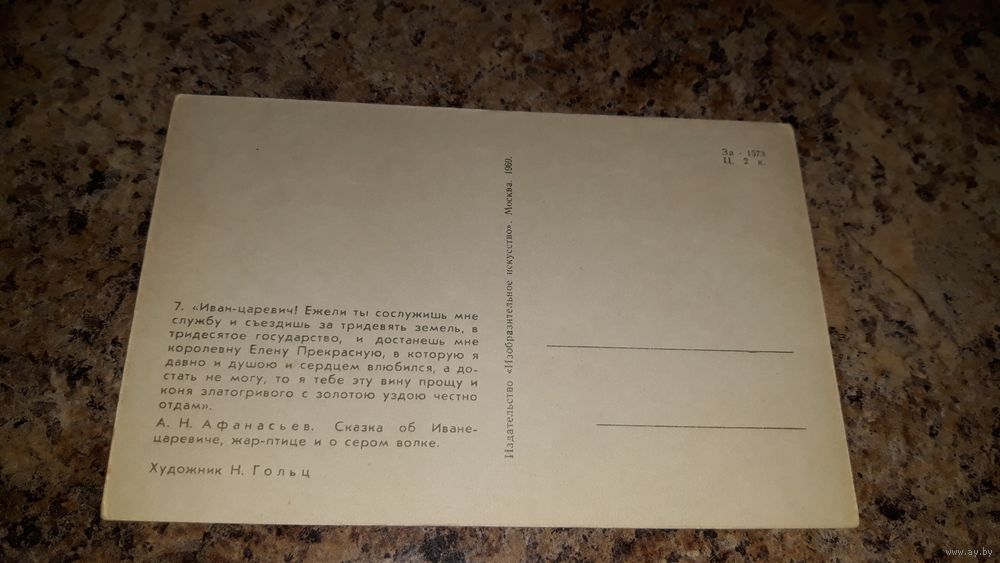 7. «Иван-царевич! Ежели ты сослужишь мне
службу и съездишь за тридевять земель, в
тридесятое государство, и достанешь мне
королевну Елену Прекрасную, в которую я
давно и душою и сердцем влюбился, а до-
стать не могу, то я тебе эту вину прощу и
коня златогривого с золотою уздою честно
отдам».
А. Н. Афанасьев. Сказка об Иване-
царевиче, жар-птице и о сером волке.
Художник Н. Гольц
Издательство «Изобразительное искусство». Москва. 1969.
За - 1573
Ц. 2 к.
www.ay.by